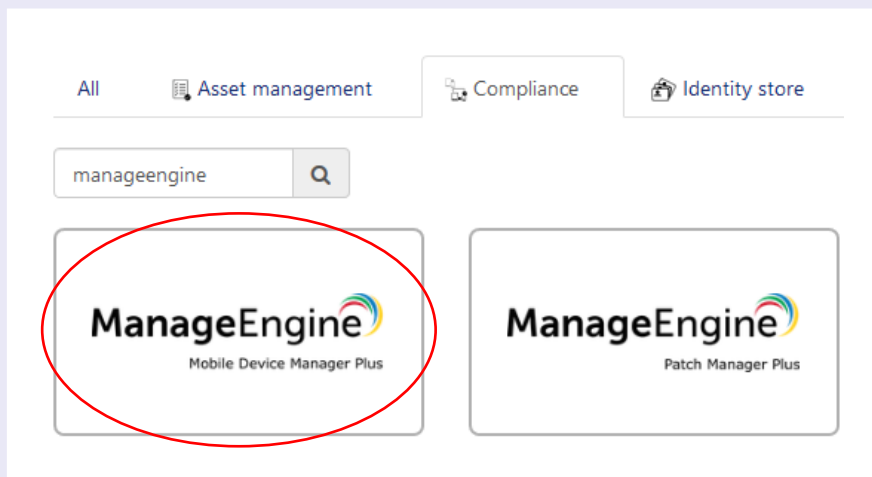 All Asset management Compliance Identity store
manageengine
ManageEngine ManageEngine
Mobile Device Manager Plus Patch Manager Plus